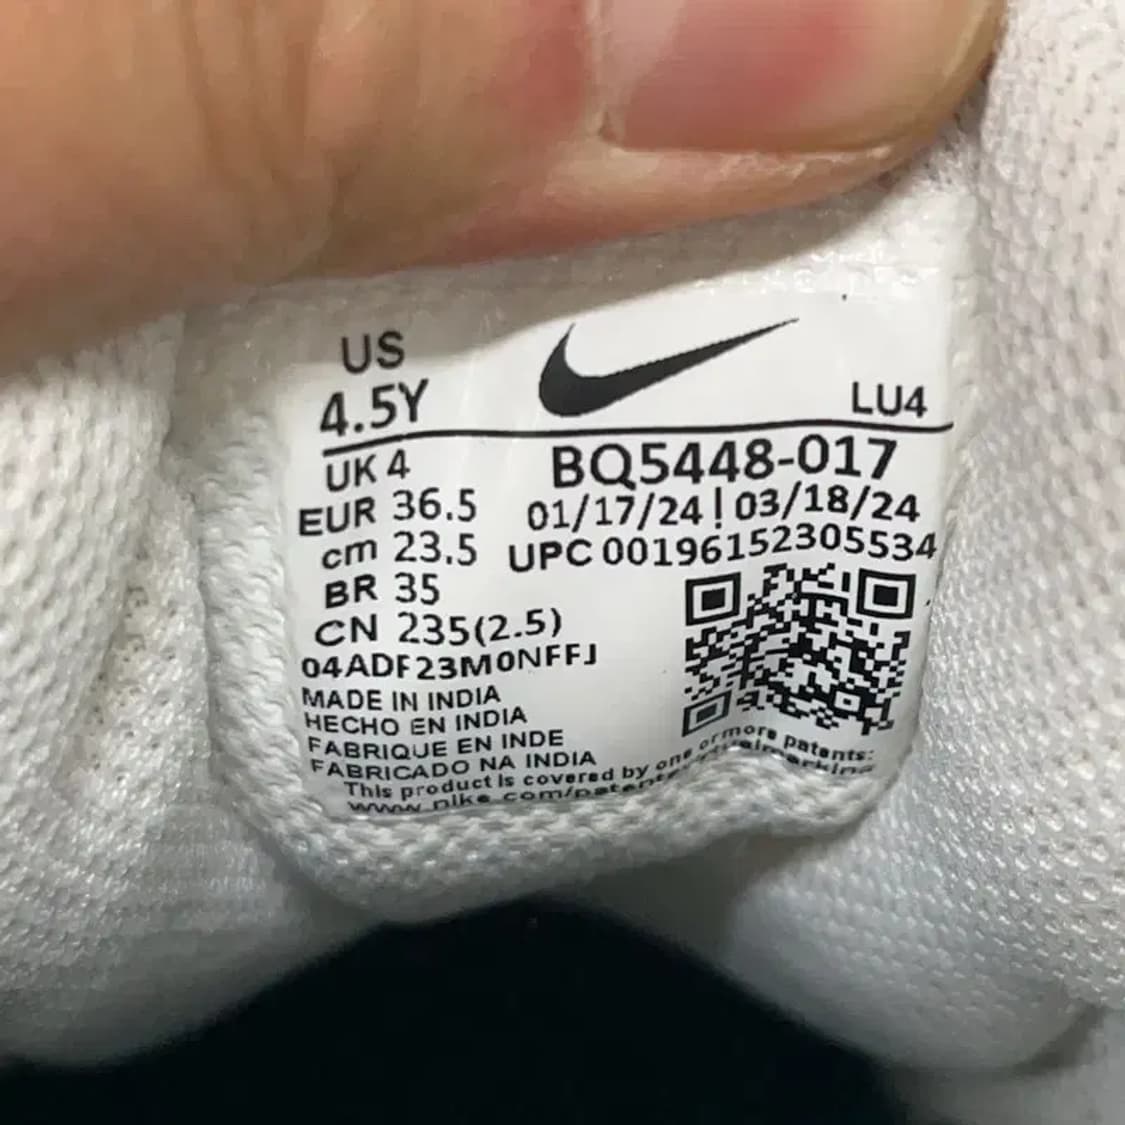 US
4.5Y
LU4
UK 4
BQ5448-017
EUR 36.5
01/17/24 | 03/18/24
cm 23.5
UPC 00196152305534
BR 35
CN 235(2.5)
04ADF23M0NFFJ
MADE IN INDIA
HECHO EN INDIA
FABRIQUE EN INDE
FABRICADO NA INDIA
This product is covered by one or more patents: